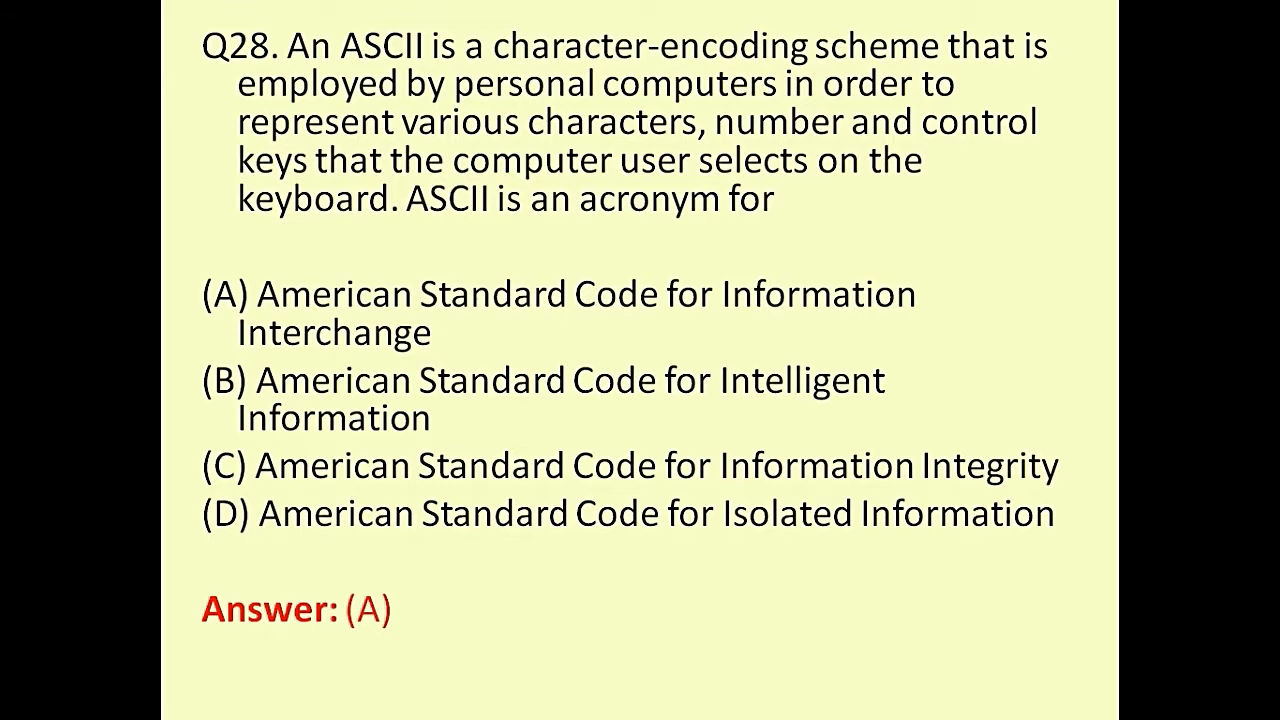 Q28. An ASCII is a character-encoding scheme that is
employed by personal computers in order to
represent various characters, number and control
keys that the computer user selects on the
keyboard. ASCII is an acronym for
(A) American Standard Code for Information
Interchange
(B) American Standard Code for Intelligent
Information
(C) American Standard Code for Information Integrity
(D) American Standard Code for Isolated Information
Answer: (A)